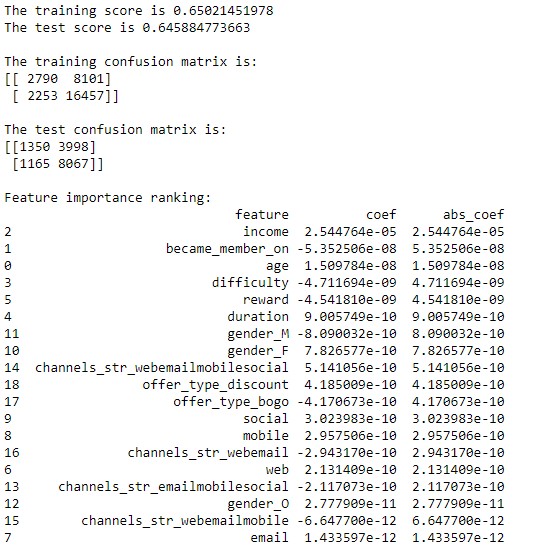 The training score is 0.65021451978
The test score is 0.645884773663
The training confusion matrix is:
[[ 2790  8101]
 [ 2253 16457]]
The test confusion matrix is:
[[1350 3998]
 [1165 8067]]
Feature importance ranking:
feature coef abs_coef
2 income 2.544764e-05 2.544764e-05
1 became_member_on -5.352506e-08 5.352506e-08
0 age 1.509784e-08 1.509784e-08
3 difficulty -4.711694e-09 4.711694e-09
5 reward -4.541810e-09 4.541810e-09
4 duration 9.005749e-10 9.005749e-10
11 gender_M -8.090032e-10 8.090032e-10
10 gender_F 7.826577e-10 7.826577e-10
14 channels_str_webemailmobilesocial 5.141056e-10 5.141056e-10
18 offer_type_discount 4.185009e-10 4.185009e-10
17 offer_type_bogo -4.170673e-10 4.170673e-10
9 social 3.023983e-10 3.023983e-10
8 mobile 2.957506e-10 2.957506e-10
16 channels_str_webemail -2.943170e-10 2.943170e-10
6 web 2.131409e-10 2.131409e-10
13 channels_str_emailmobilesocial -2.117073e-10 2.117073e-10
12 gender_O 2.777909e-11 2.777909e-11
15 channels_str_webemailmobile -6.647700e-12 6.647700e-12
7 email 1.433597e-12 1.433597e-12